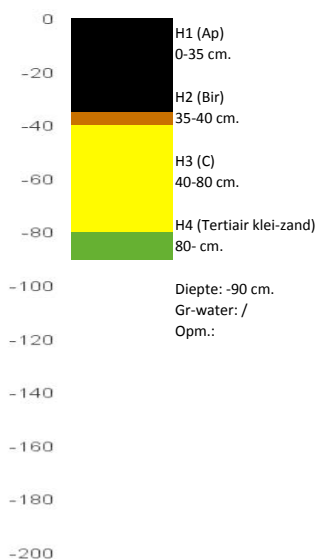 0
-20
-40
-60
-80
-100
-120
-140
-160
-180
-200
H1 (Ap)
0-35 cm.
H2 (Bir)
35-40 cm.
H3 (C)
40-80 cm.
H4 (Tertiair klei-zand)
80- cm.
Diepte: -90 cm.
Gr-water: /
Opm.: